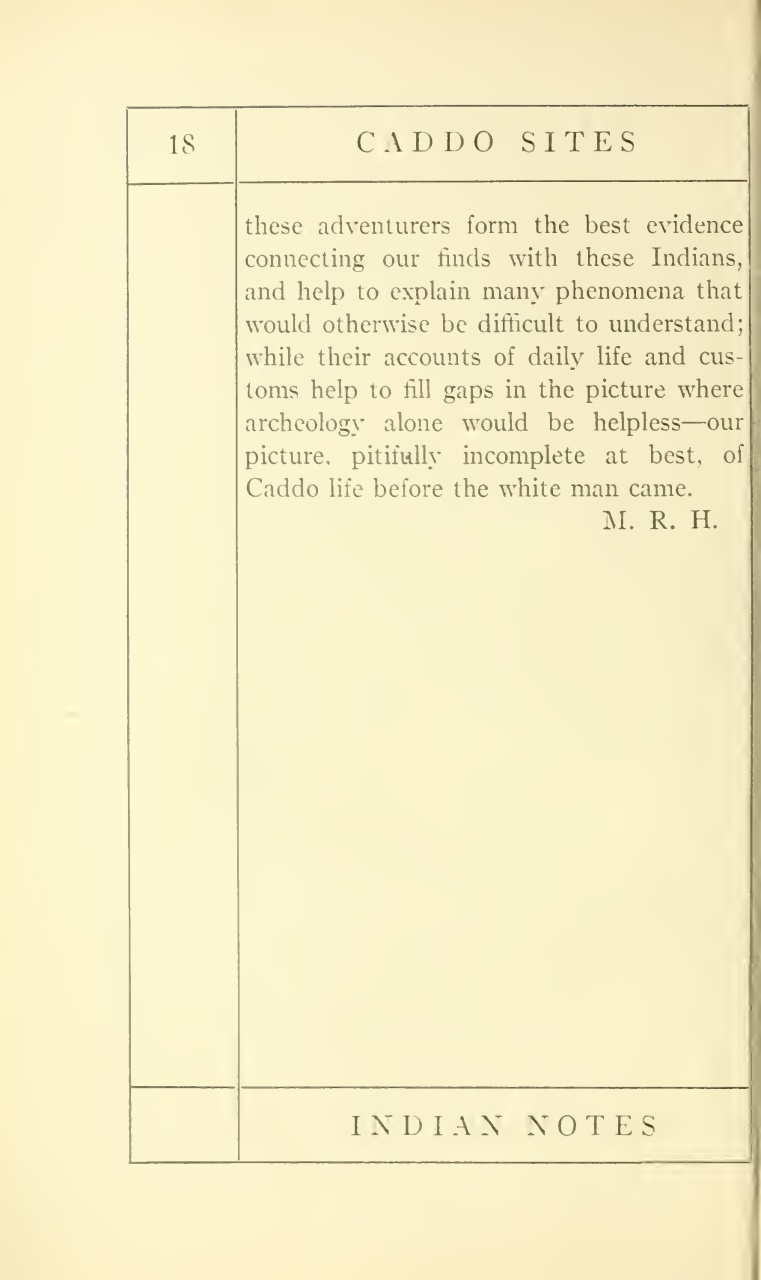 18
CADDO SITES
these adventurers form the best evidence
connecting our finds with these Indians,
and help to explain many phenomena that
would otherwise be difficult to understand;
while their accounts of daily life and cus-
toms help to fill gaps in the picture where
archeology alone would be helpless—our
picture, pitifully incomplete at best, of
Caddo life before the white man came.
M. R. H.
INDIAN NOTES